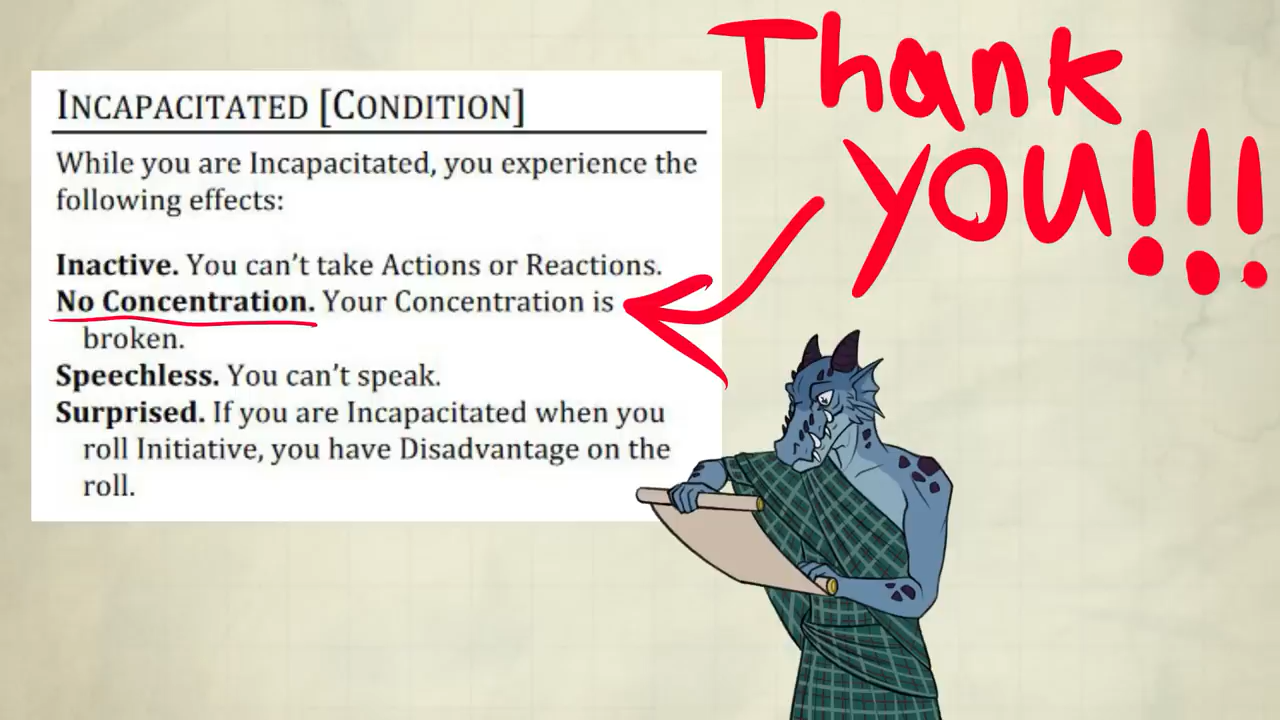 INCAPACITATED [CONDITION]
While you are Incapacitated, you experience the
following effects:
Inactive. You can't take Actions or Reactions.
No Concentration. Your Concentration is
broken.
Speechless. You can't speak.
Surprised. If you are Incapacitated when you
roll Initiative, you have Disadvantage on the
roll.
Thank
you!!!